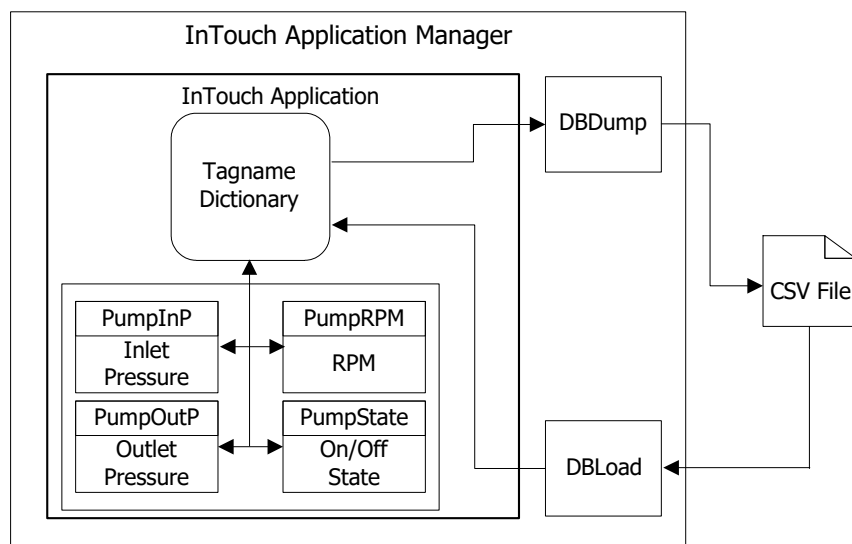 InTouch Application Manager
InTouch Application
DBDump
Tagname
Dictionary
CSV File
PumpInP
Inlet
Pressure
PumpRPM
RPM
PumpOutP
Outlet
Pressure
PumpState
On/Off
State
DBLoad